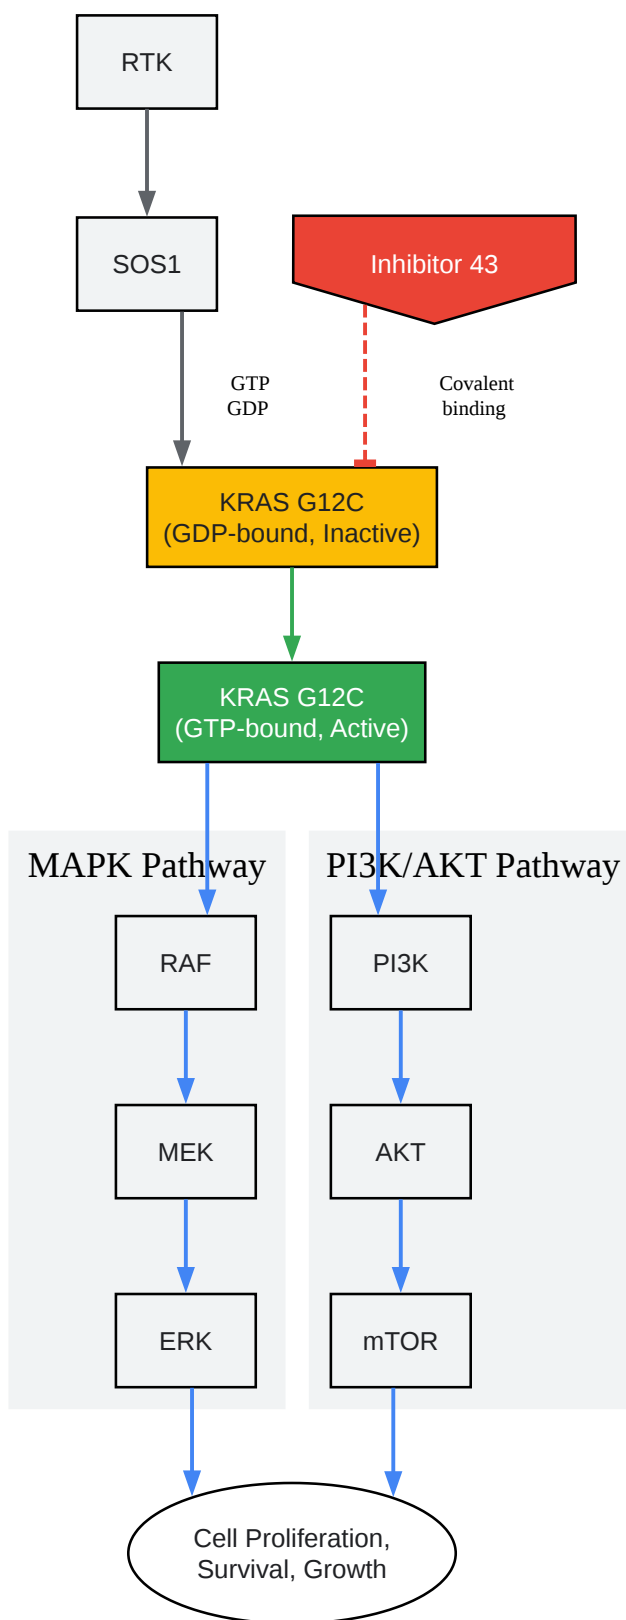 RTK
SOS1
Inhibitor 43
GTP
GDP
Covalent
binding
KRAS G12C
(GDP-bound, Inactive)
KRAS G12C
(GTP-bound, Active)
MAPK Pathway
PI3K/AKT Pathway
RAF
PI3K
MEK
AKT
ERK
mTOR
Cell Proliferation,
Survival, Growth